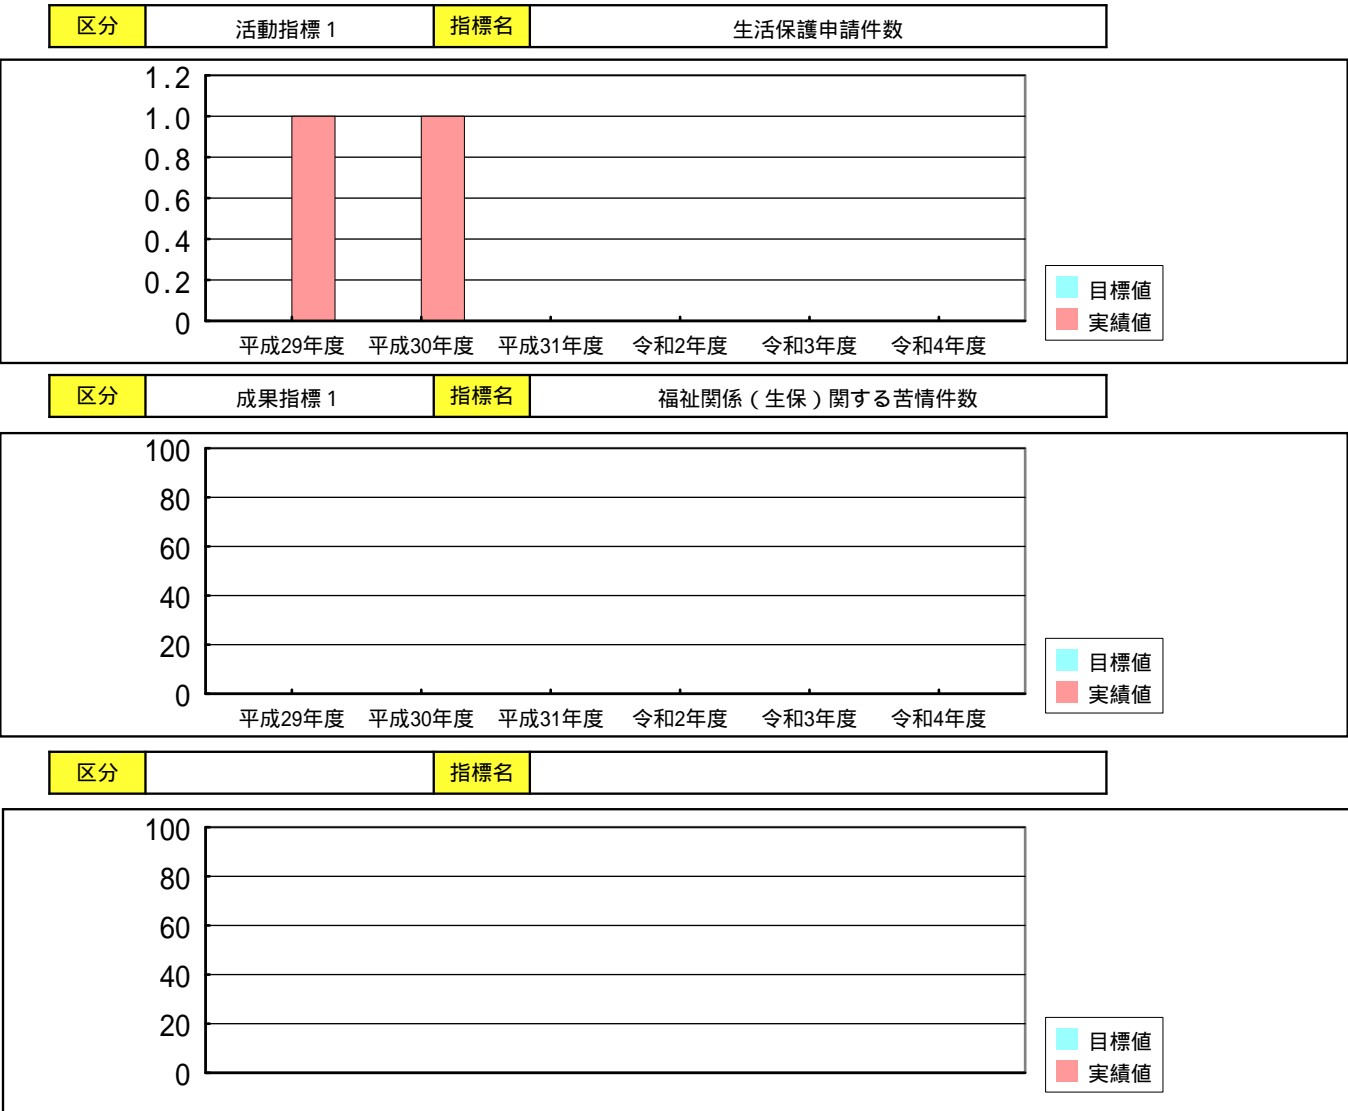 区分 活動指標1 指標名 生活保護申請件数
1.2
1.0
0.8
0.6
0.4
0.2
0
平成29年度 平成30年度 平成31年度 令和2年度 令和3年度 令和4年度
目標値
実績値
区分 成果指標1 指標名 福祉関係(生保)関する苦情件数
100
80
60
40
20
0
平成29年度 平成30年度 平成31年度 令和2年度 令和3年度 令和4年度
目標値
実績値
区分 指標名
100
80
60
40
20
0
目標値
実績値